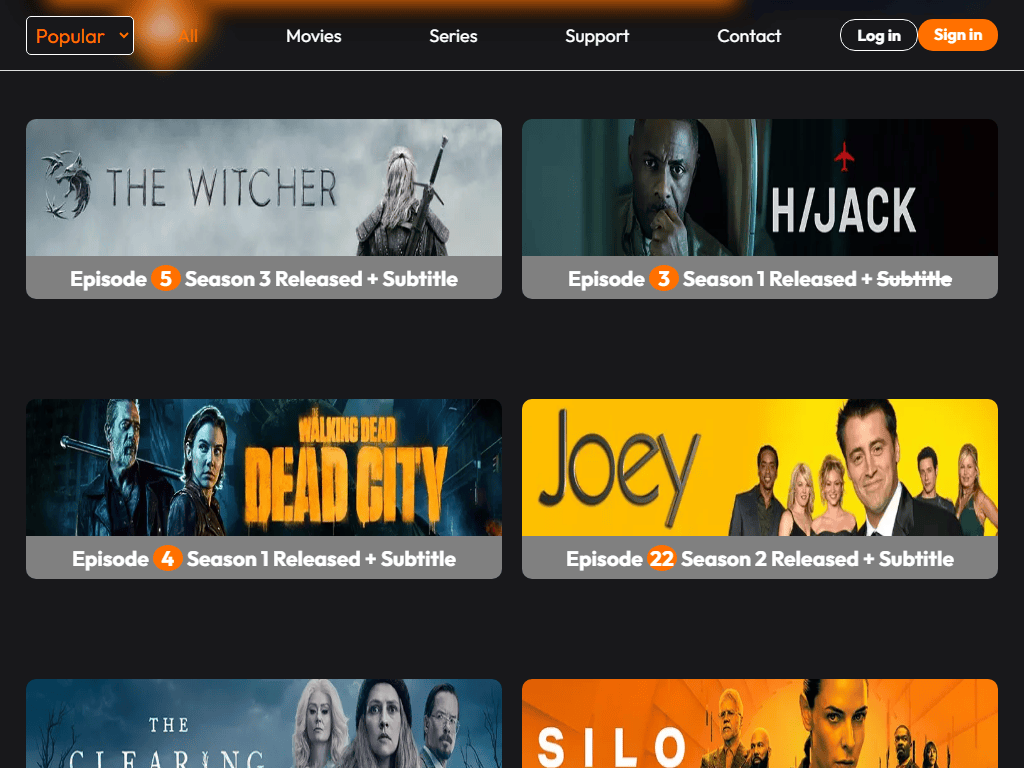 Popular All Movies Series Support Contact Log in Sign in
THE WITCHER
Episode 5 Season 3 Released + Subtitle
H/JACK
Episode 3 Season 1 Released + Subtitle
THE
WALKING DEAD
DEAD CITY
Episode 4 Season 1 Released + Subtitle
Joey
Episode 22 Season 2 Released + Subtitle
THE
CLEARING
SILO